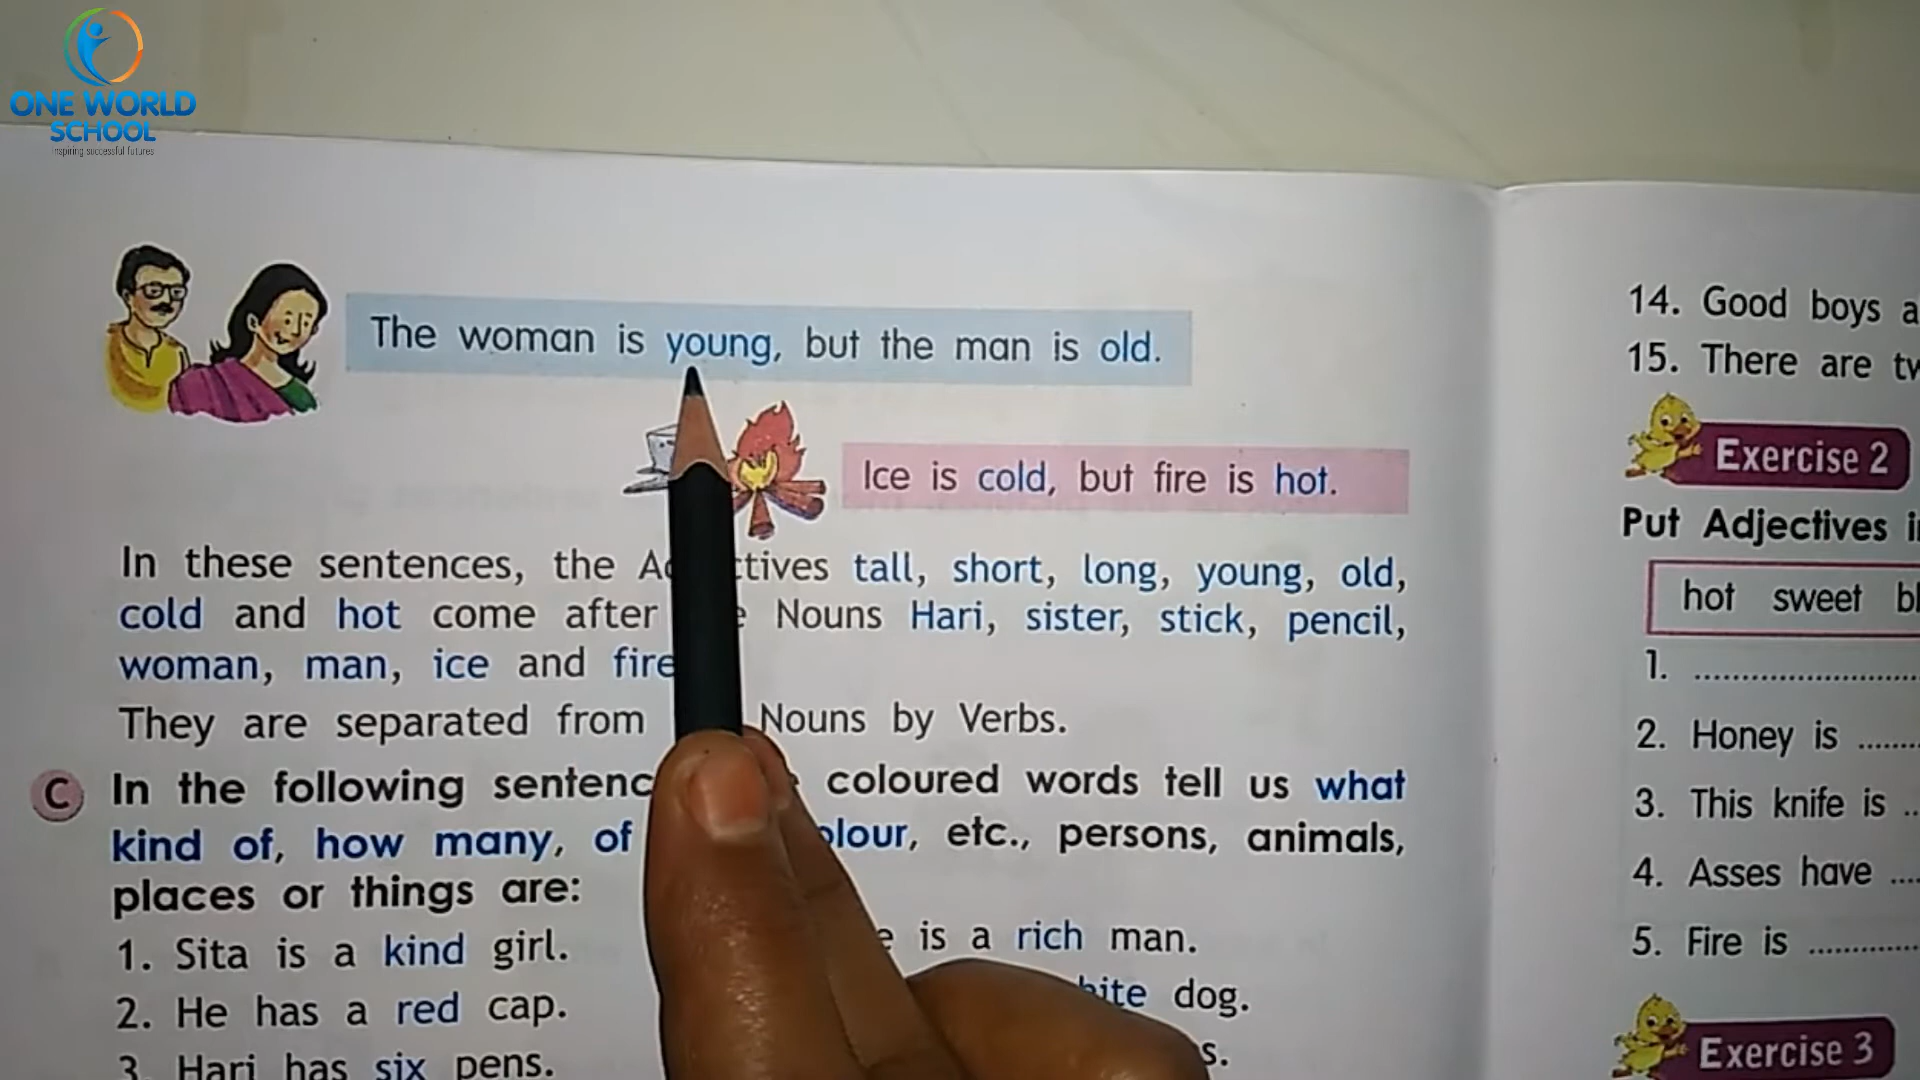 ONE WORLD
SCHOOL
inspiring successful futures
The woman is young, but the man is old.
Ice is cold, but fire is hot.
In these sentences, the tall, short, long, young, old,
cold and hot come after Nouns Hari, sister, stick, pencil,
woman, man, ice and fire
They are separated from Nouns by Verbs.
C In the following coloured words tell us what
kind of, how many, of etc., persons, animals,
places or things are:
1. Sita is a kind girl.
is a rich man.
2. He has a red cap.
dog.
3. Hari has six pens.
14. Good boys
15. There are
Exercise 2
Put Adjectives
hot sweet
1. ....................
2. Honey is ........
3. This knife is ..
4. Asses have ....
5. Fire is .............
Exercise 3